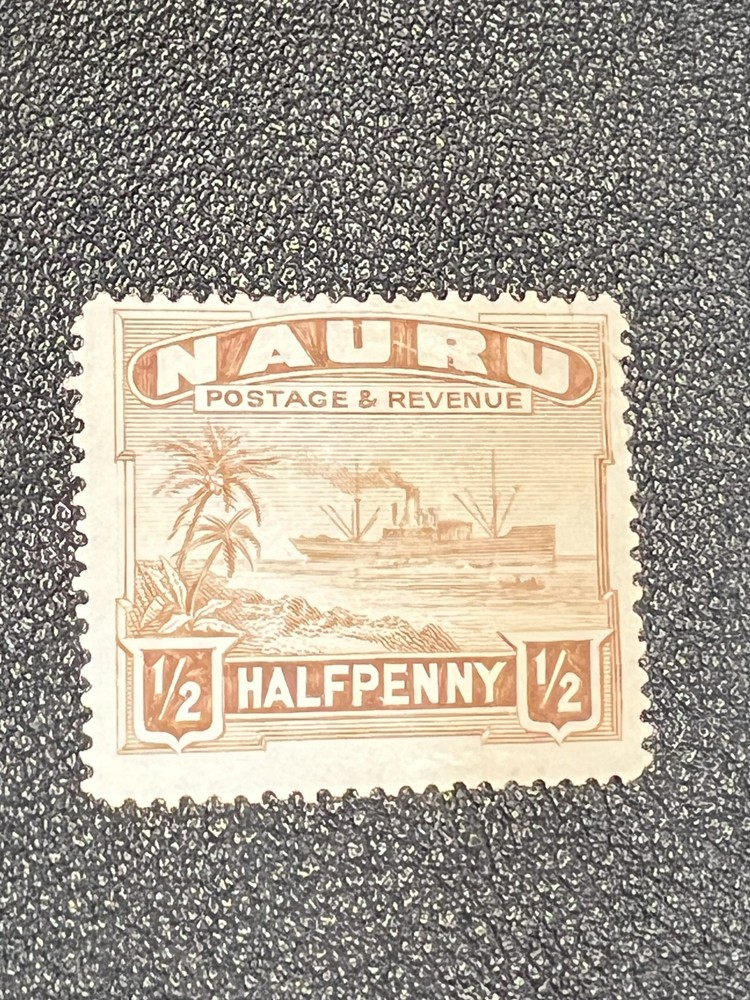 NAURU
POSTAGE & REVENUE
1/2 HALFPENNY 1/2